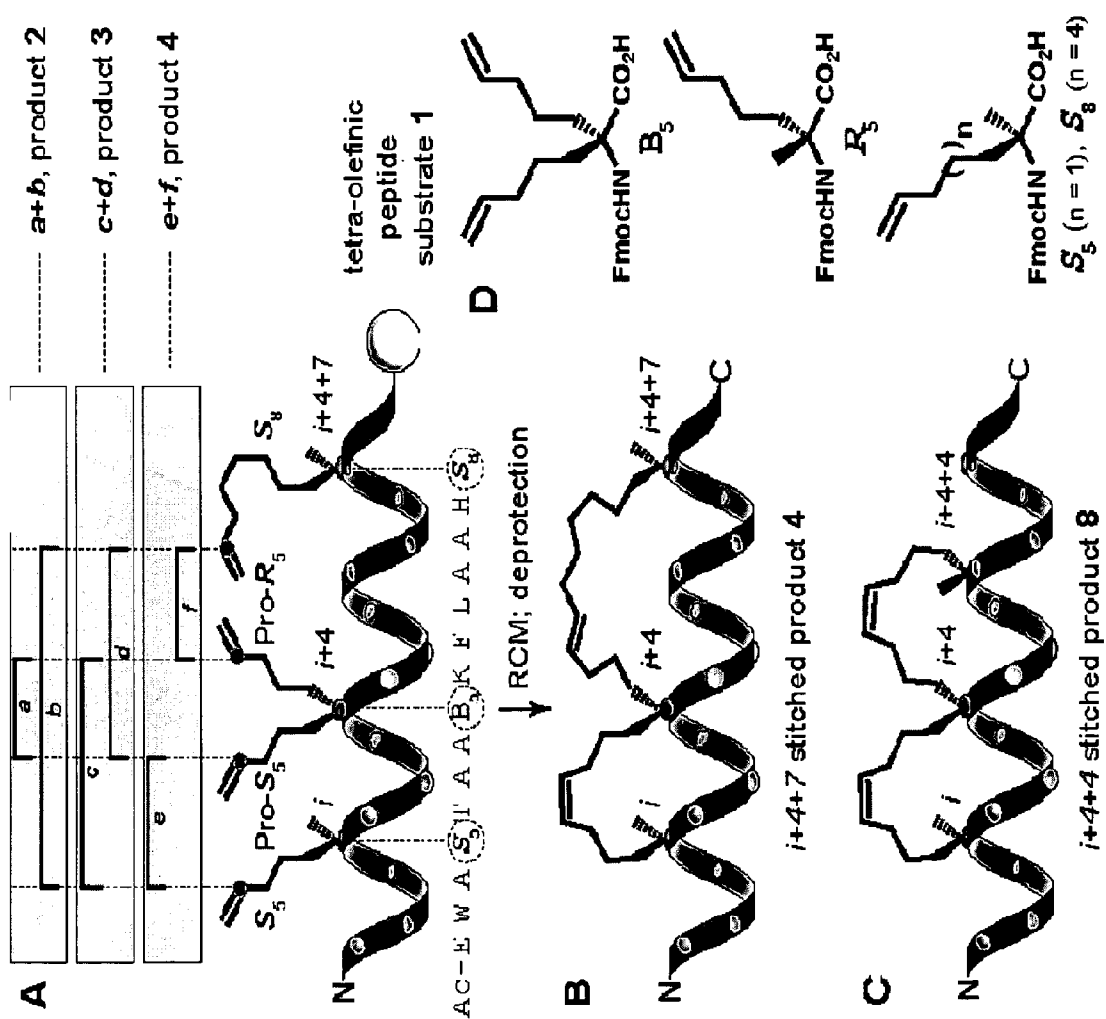 A
a
b
c
d
e
f
a+b, product 2
c+d, product 3
e+f, product 4
S5
Pro-S5
Pro-R5
S8
i
i+4
i+4+7
N
tetra-olefinic
peptide
substrate 1
AC-E W A S5 T A A B5 K F L A A H S8
RCM; deprotection
B
i
i+4
i+4+7
N
C
i+4+7 stitched product 4
C
i
i+4
i+4+4
N
C
i+4+4 stitched product 8
D
FmocHN
CO2H
B5
FmocHN
CO2H
R5
( )n
FmocHN
CO2H
S5 (n = 1), S8 (n = 4)